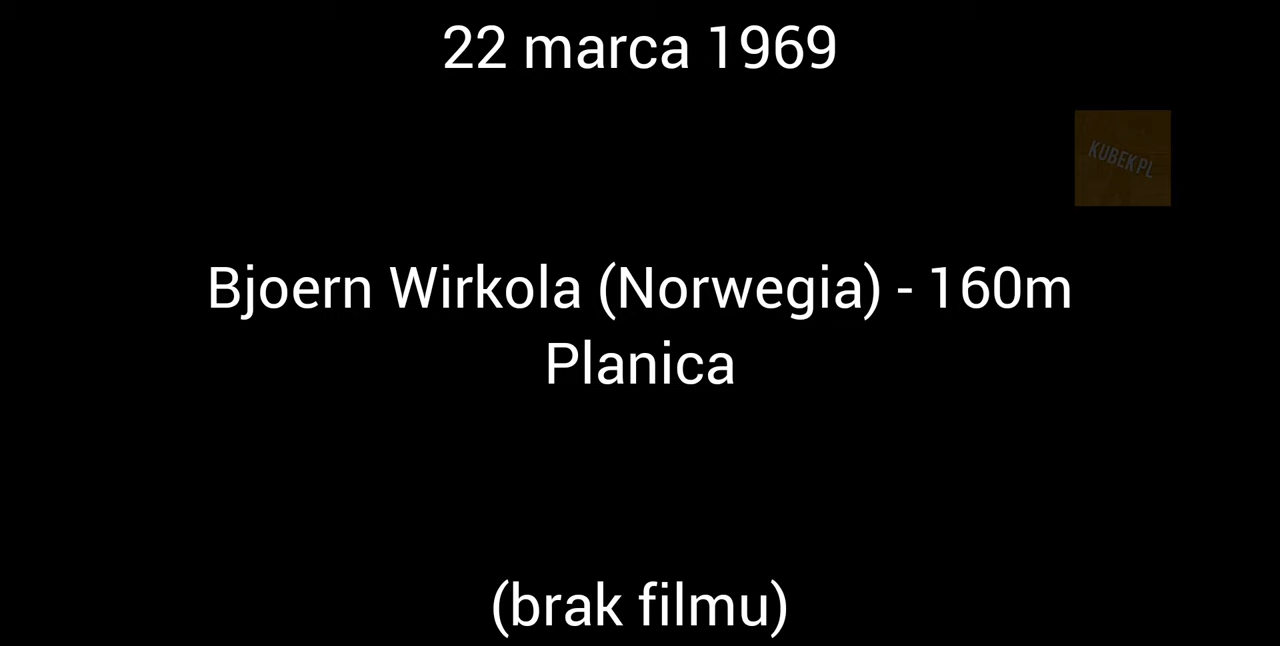 22 marca 1969
KUBEKPL
Bjoern Wirkola (Norwegia) - 160m
Planica
(brak filmu)